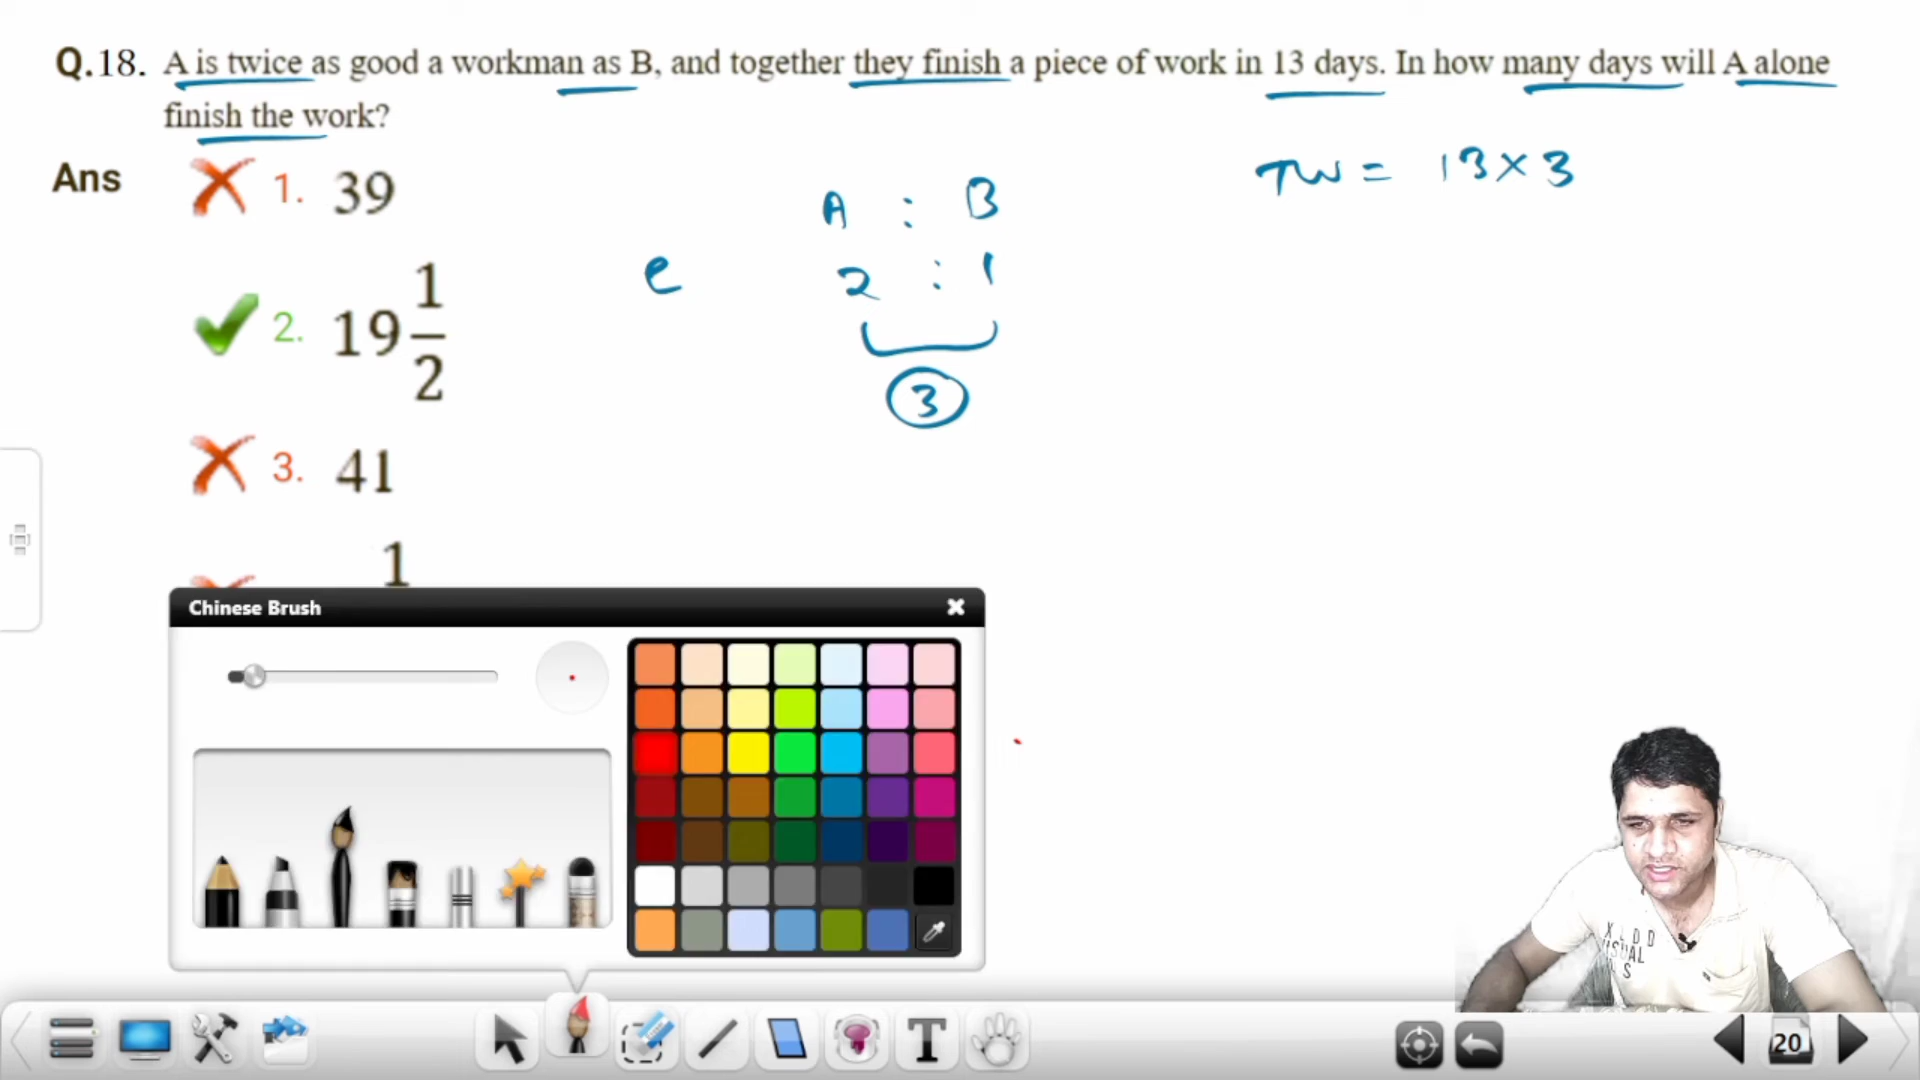 Q.18. A is twice as good a workman as B, and together they finish a piece of work in 13 days. In how many days will A alone
finish the work?
TW = 13 × 3
Ans 1. 39
A : B
e 2 : 1
2. 19 1/2
3
3. 41
1
Chinese Brush
XLDD
VISUAL
S
T
20